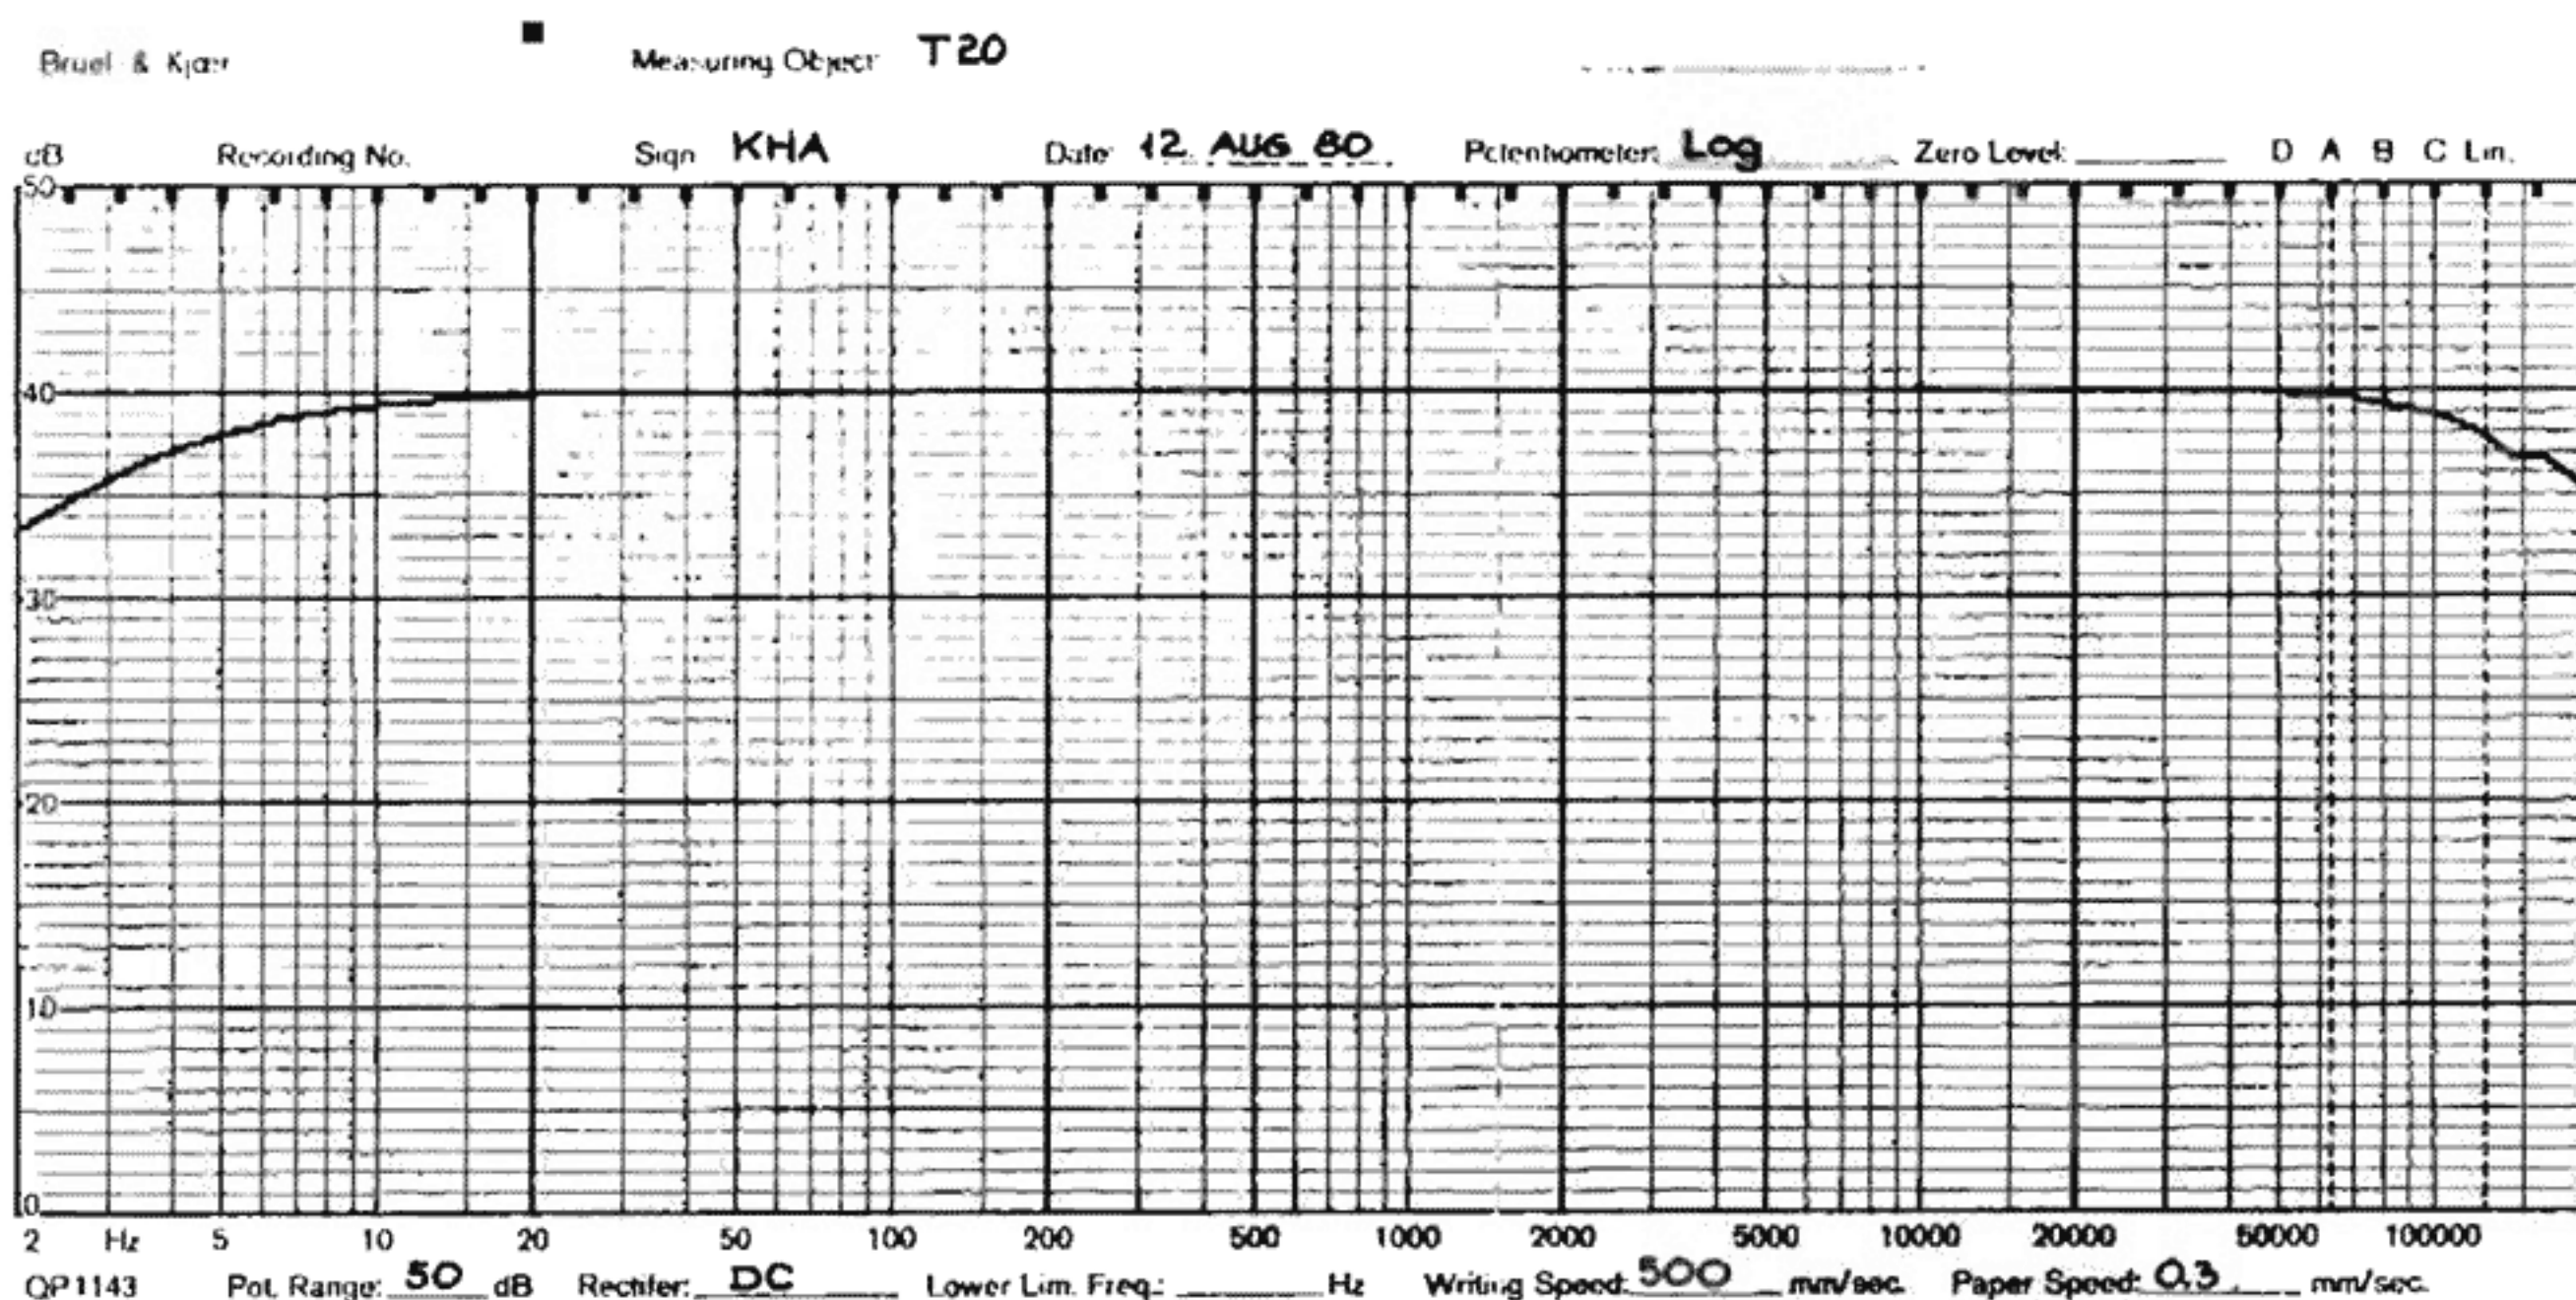 Bruel & Kjær Measuring Object: T20
dB Recording No. Sign KHA Date: 12. AUG 80 Potentiometer: Log Zero Level: D A B C Lin.
50
40
30
20
10
0
2 Hz 5 10 20 50 100 200 500 1000 2000 5000 10000 20000 50000 100000
QP1143 Pot. Range: 50 dB Rectifer: DC Lower Lim. Freq.: Hz Writing Speed: 500 mm/sec. Paper Speed: 0.3 mm/sec.